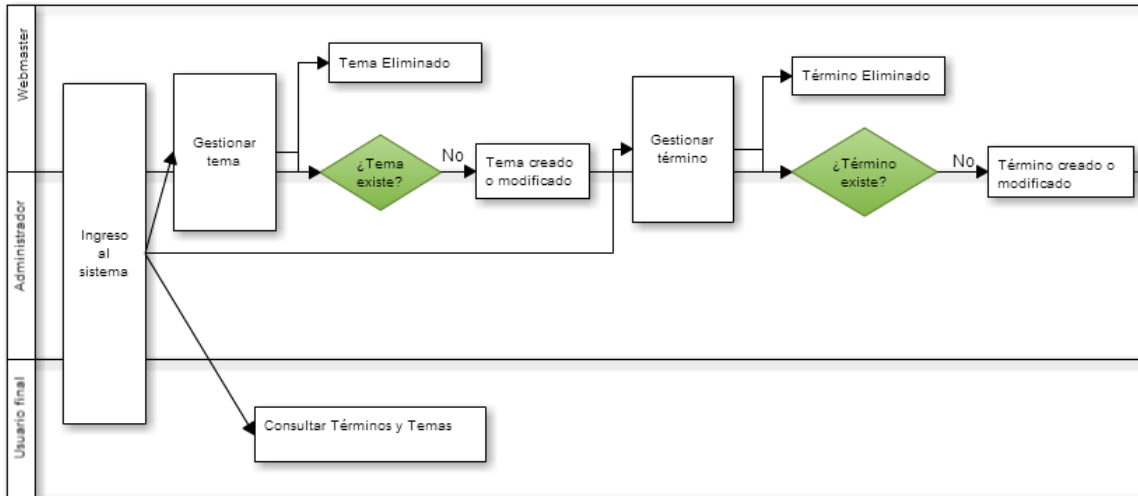 Webmaster
Administrador
Usuario final
Ingreso
al
sistema
Gestionar
tema
Tema Eliminado
¿Tema
existe?
No
Tema creado
o modificado
Gestionar
término
Término Eliminado
¿Término
existe?
No
Término creado o
modificado
Consultar Términos y Temas